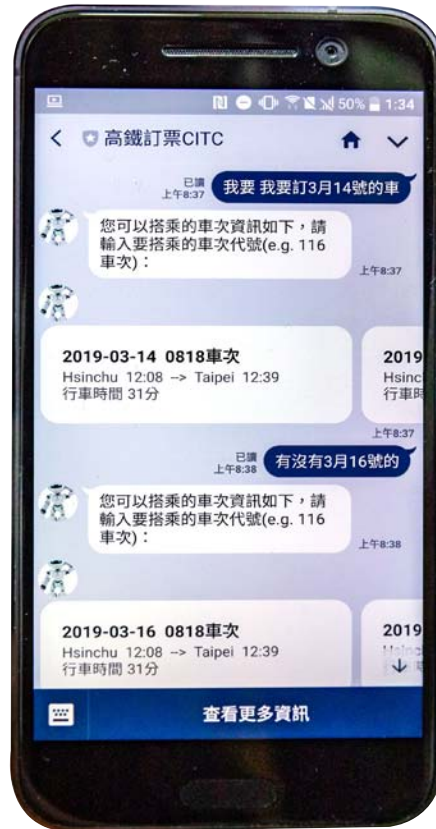 50% 1:34
高鐵訂票CITC
已讀
上午8:37
我要 我要訂3月14號的車
您可以搭乘的車次資訊如下，請
輸入要搭乘的車次代號(e.g. 116
車次)：
上午8:37
2019-03-14 0818車次
Hsinchu 12:08 --> Taipei 12:39
行車時間 31分
2019
Hsinc
行車時
上午8:37
已讀
上午8:38
有沒有3月16號的
您可以搭乘的車次資訊如下，請
輸入要搭乘的車次代號(e.g. 116
車次)：
上午8:38
2019-03-16 0818車次
Hsinchu 12:08 --> Taipei 12:39
行車時間 31分
2019
查看更多資訊